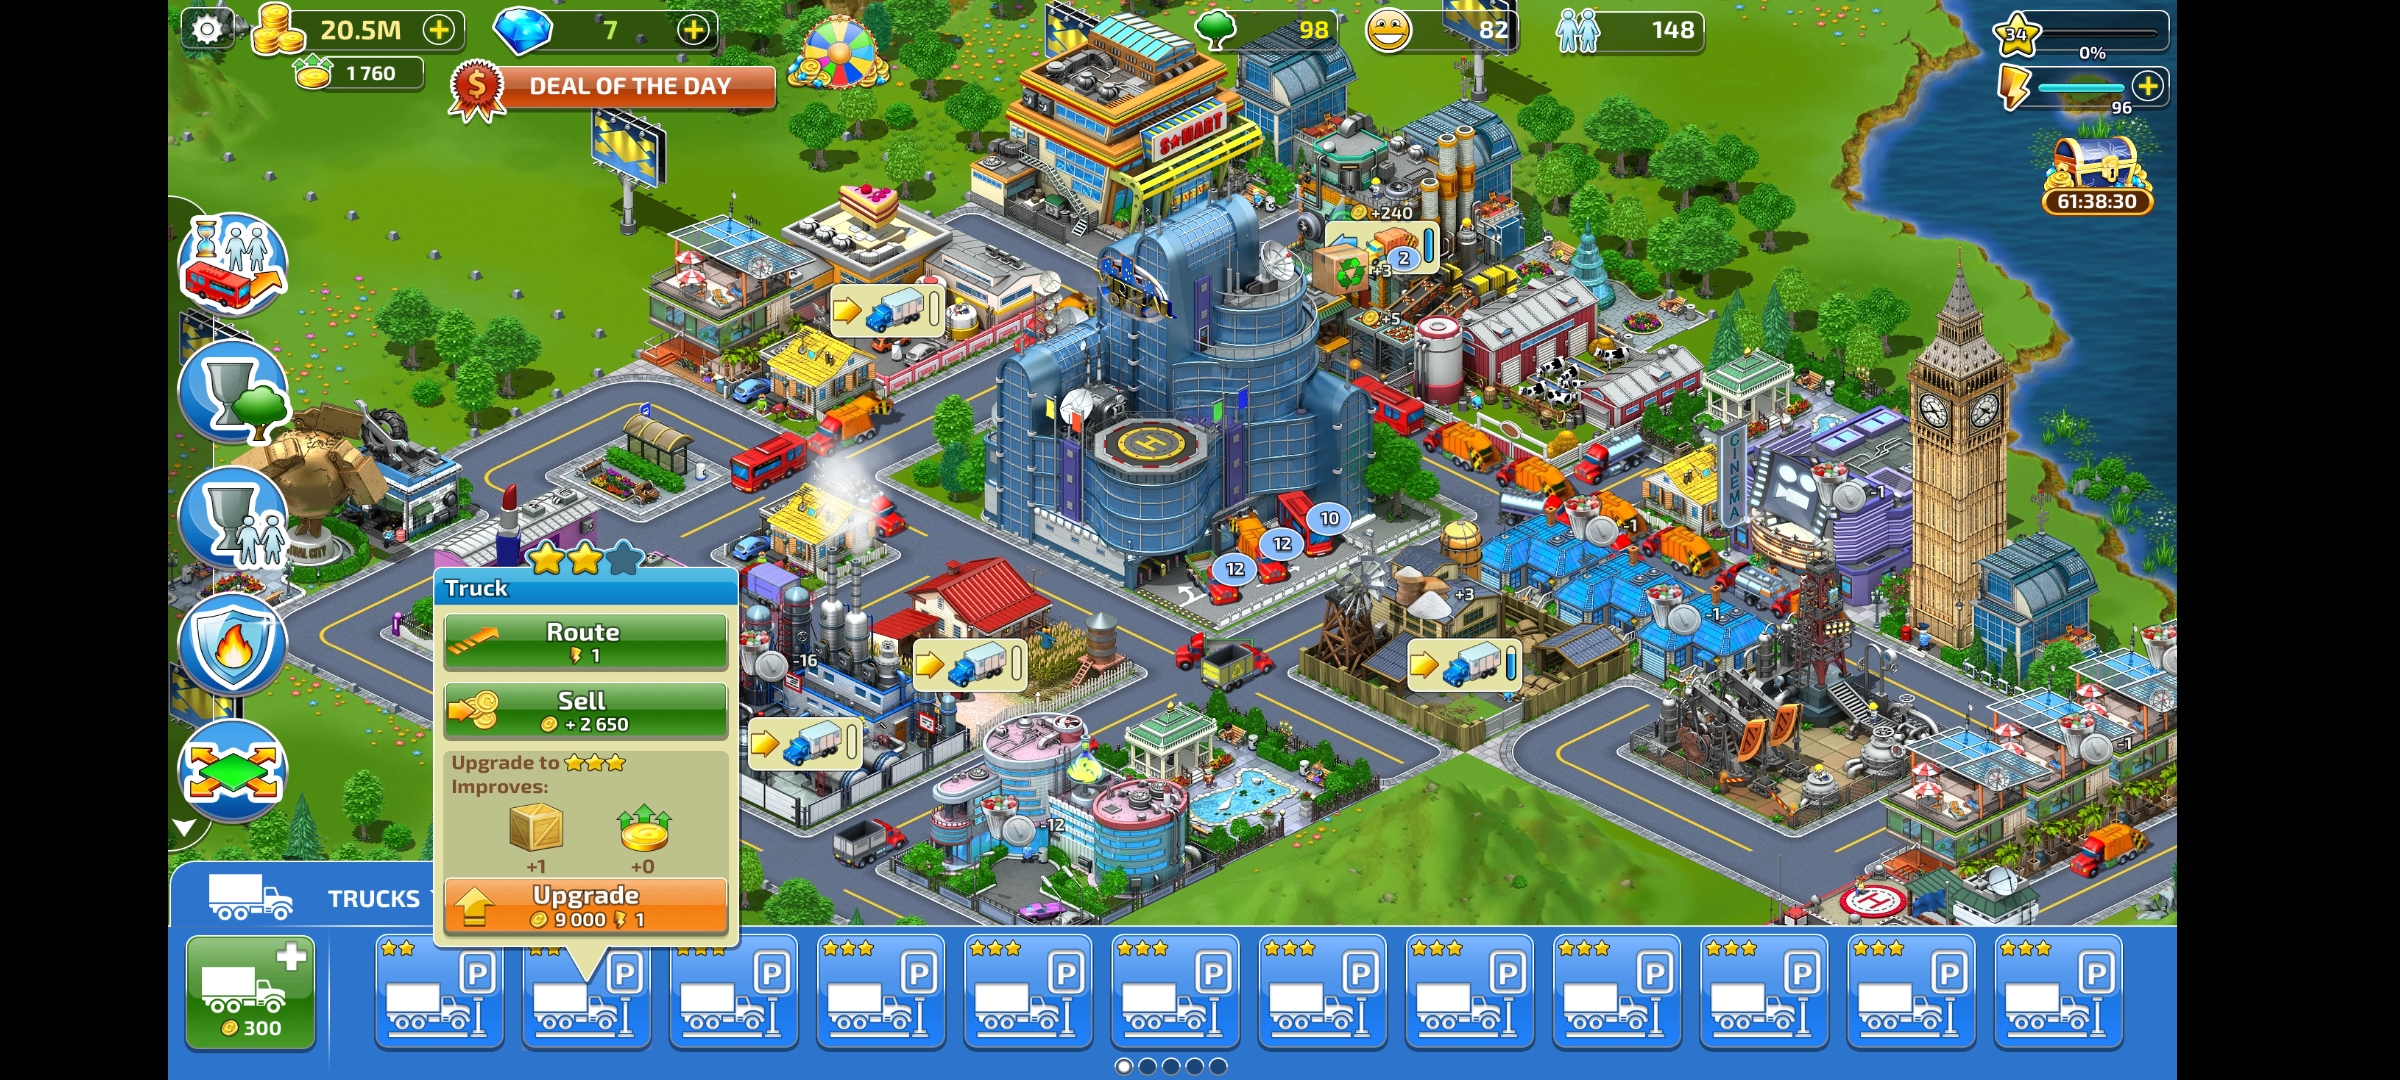 20.5M
7
98
82
148
34
0%
1 760
DEAL OF THE DAY
96
S★MART
61:38:30
+240
2
+3
+5
CINEMA
-1
10
-1
12
12
+3
-1
Truck
Route
1
-16
Sell
+2 650
-1
Upgrade to
Improves:
-12
+1
+0
TRUCKS
Upgrade
9 000 1
H
H
P
P
P
P
P
P
P
P
P
P
P
P
300